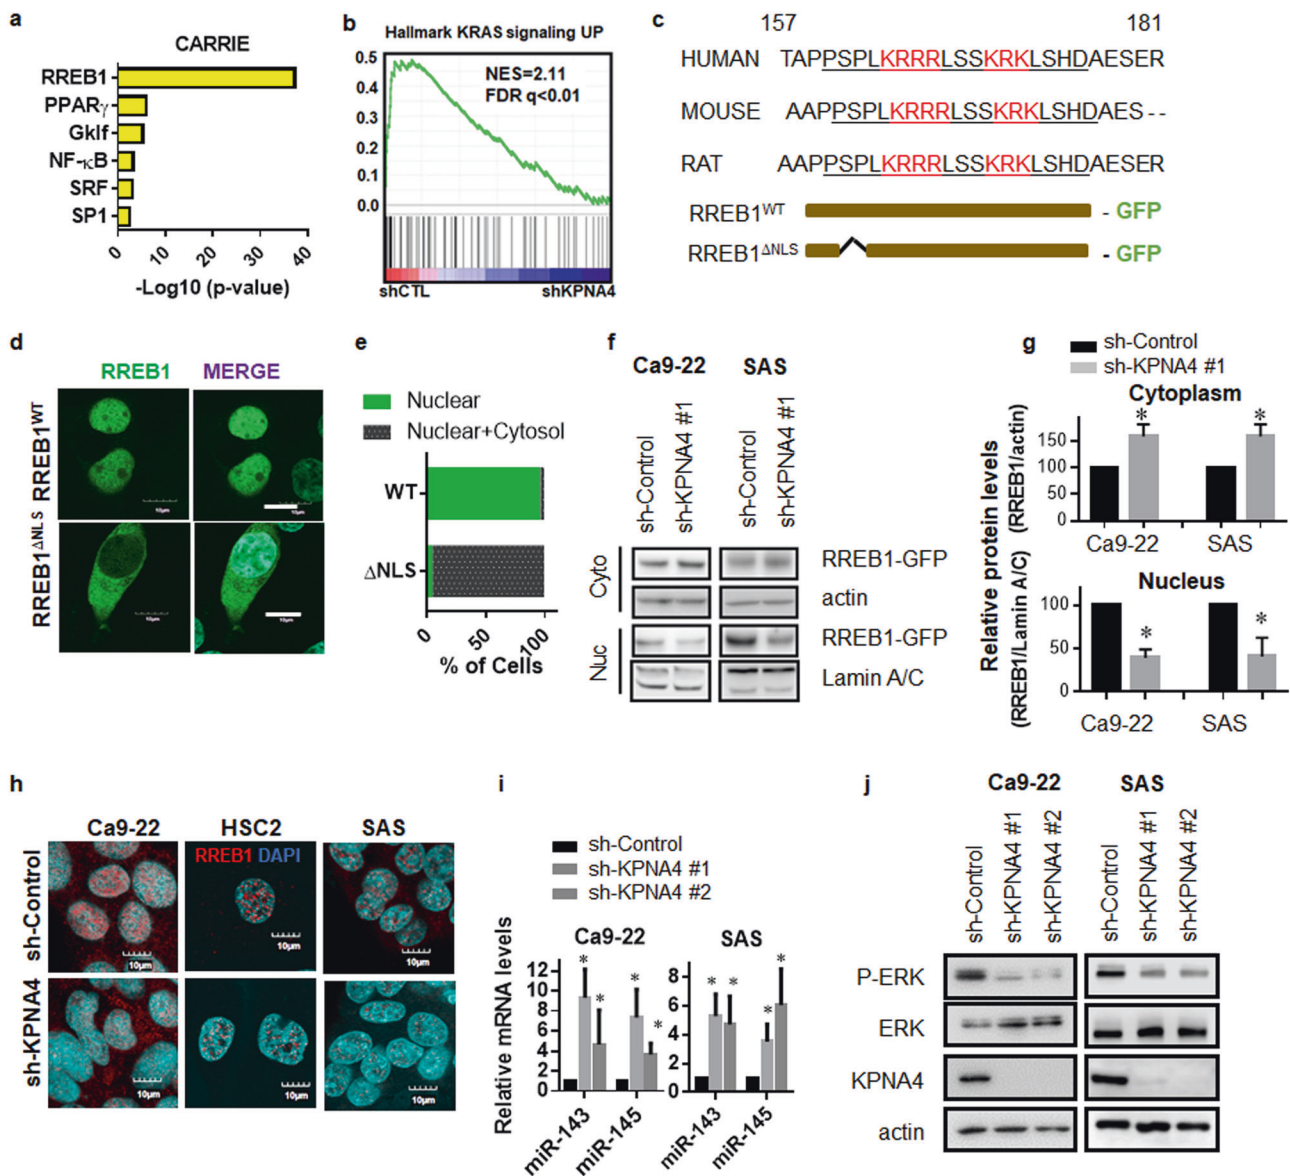 a
CARRIE
RREB1
PPARγ
Gklf
NF-κB
SRF
SP1
0 10 20 30 40
-Log10 (p-value)
b
Hallmark KRAS signaling UP
NES=2.11
FDR q<0.01
0.5
0.4
0.3
0.2
0.1
0.0
shCTL shKPNA4
c
157 181
HUMAN TAPPSPLKRRRLSSKRKLSHDAESER
MOUSE AAPPSPLKRRRLSSKRKLSHDAES--
RAT AAPPSPLKRRRLSSKRKLSHDAESER
RREB1WT - GFP
RREB1ΔNLS - GFP
d
RREB1 MERGE
RREB1WT
RREB1ΔNLS
10μm 10μm
10μm 10μm
e
Nuclear
Nuclear+Cytosol
WT
ΔNLS
0 50 100
% of Cells
f
Ca9-22 SAS
sh-Control sh-KPNA4 #1 sh-Control sh-KPNA4 #1
Cyto
RREB1-GFP
actin
Nuc
RREB1-GFP
Lamin A/C
g
sh-Control
sh-KPNA4 #1
Relative protein levels
Cytoplasm
(RREB1/actin)
150
100
50
0
* *
Ca9-22 SAS
Nucleus
(RREB1/Lamin A/C)
100
50
0
* *
Ca9-22 SAS
h
Ca9-22 HSC2 SAS
RREB1 DAPI
sh-Control
10μm 10μm 10μm
sh-KPNA4
10μm 10μm 10μm
i
sh-Control
sh-KPNA4 #1
sh-KPNA4 #2
Relative mRNA levels
Ca9-22
12
10
8
6
4
2
0
* * * *
miR-143 miR-145
SAS
8
6
4
2
0
* * * *
miR-143 miR-145
j
Ca9-22 SAS
sh-Control sh-KPNA4 #1 sh-KPNA4 #2 sh-Control sh-KPNA4 #1 sh-KPNA4 #2
P-ERK
ERK
KPNA4
actin